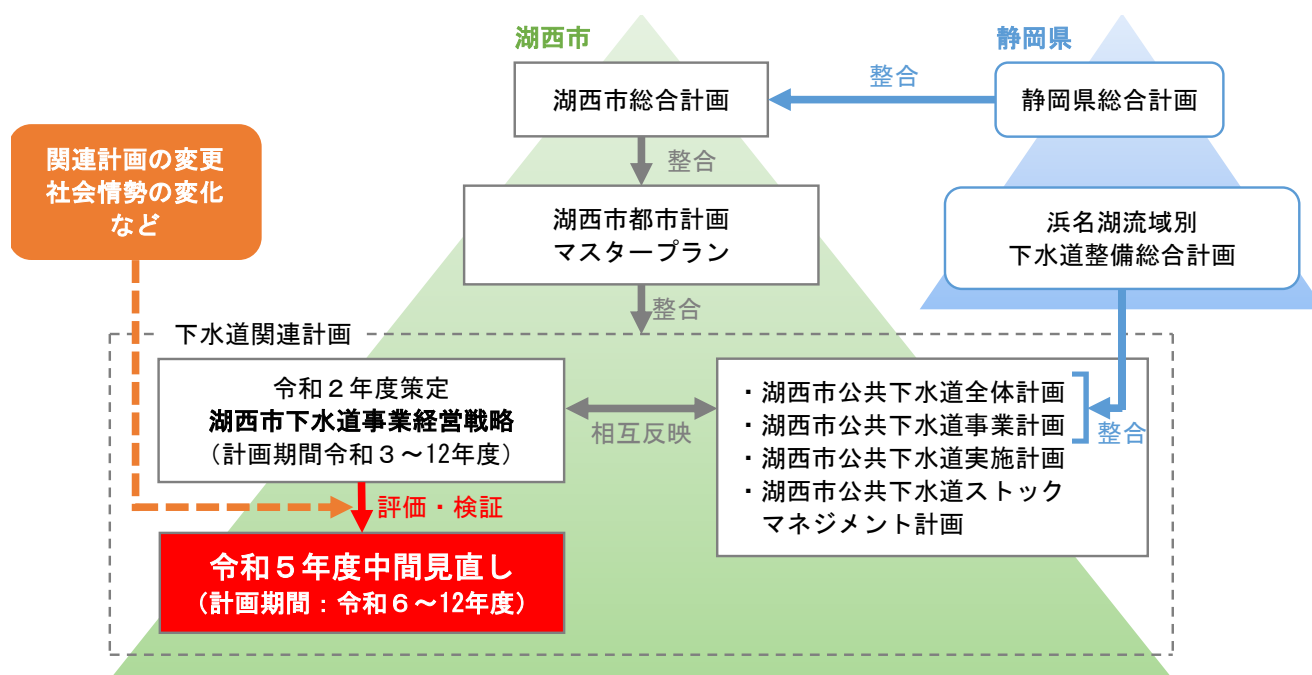 湖西市
静岡県
湖西市総合計画
整合
静岡県総合計画
関連計画の変更
社会情勢の変化
など
整合
湖西市都市計画
マスタープラン
浜名湖流域別
下水道整備総合計画
整合
下水道関連計画
令和２年度策定
湖西市下水道事業経営戦略
（計画期間令和３～12年度）
相互反映
・湖西市公共下水道全体計画
・湖西市公共下水道事業計画
・湖西市公共下水道実施計画
・湖西市公共下水道ストック
マネジメント計画
整合
評価・検証
令和５年度中間見直し
（計画期間：令和６～12年度）